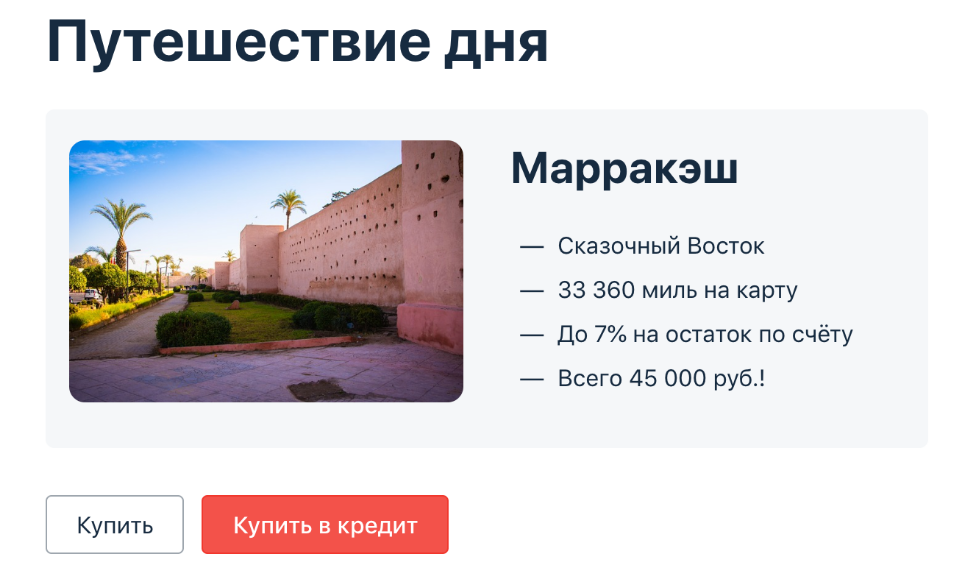 Путешествие дня
Марракэш
— Сказочный Восток
— 33 360 миль на карту
— До 7% на остаток по счёту
— Всего 45 000 руб.!
Купить
Купить в кредит